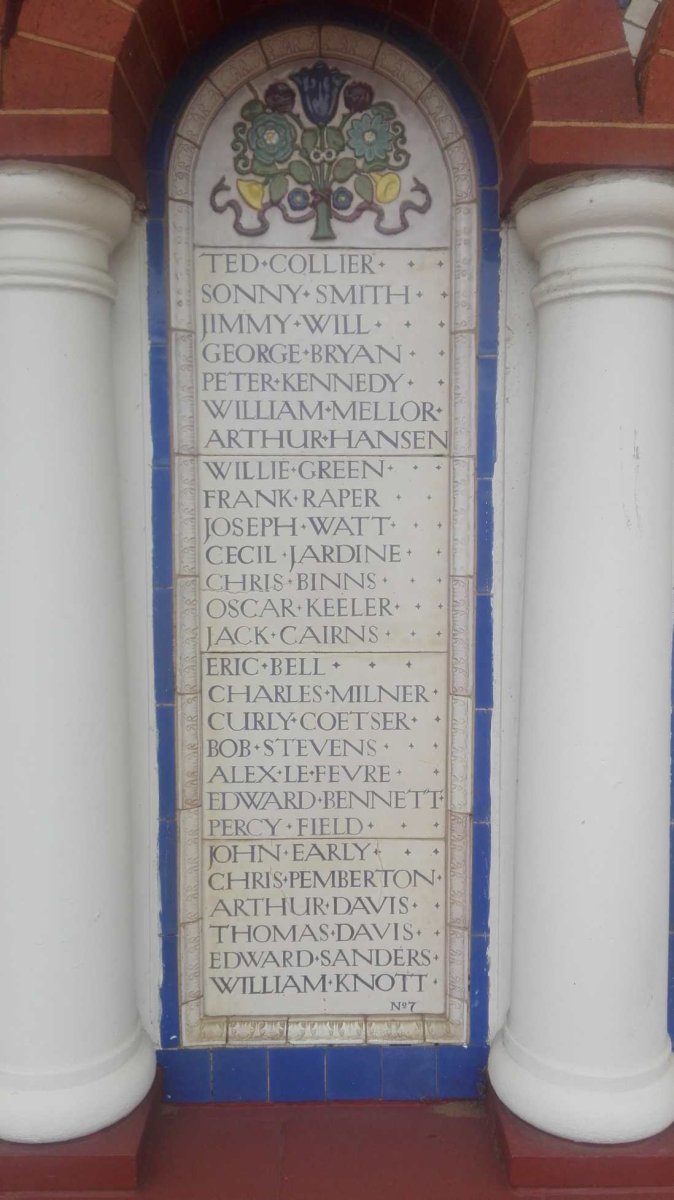 TED COLLIER
SONNY SMITH
JIMMY WILL
GEORGE BRYAN
PETER KENNEDY
WILLIAM MELLOR
ARTHUR HANSEN
WILLIE GREEN
FRANK RAPER
JOSEPH WATT
CECIL JARDINE
CHRIS BINNS
OSCAR KEELER
JACK CAIRNS
ERIC BELL
CHARLES MILNER
CURLY COETSER
BOB STEVENS
ALEX LE FEVRE
EDWARD BENNETT
PERCY FIELD
JOHN EARLY
CHRIS PEMBERTON
ARTHUR DAVIS
THOMAS DAVIS
EDWARD SANDERS
WILLIAM KNOTT
Nº7